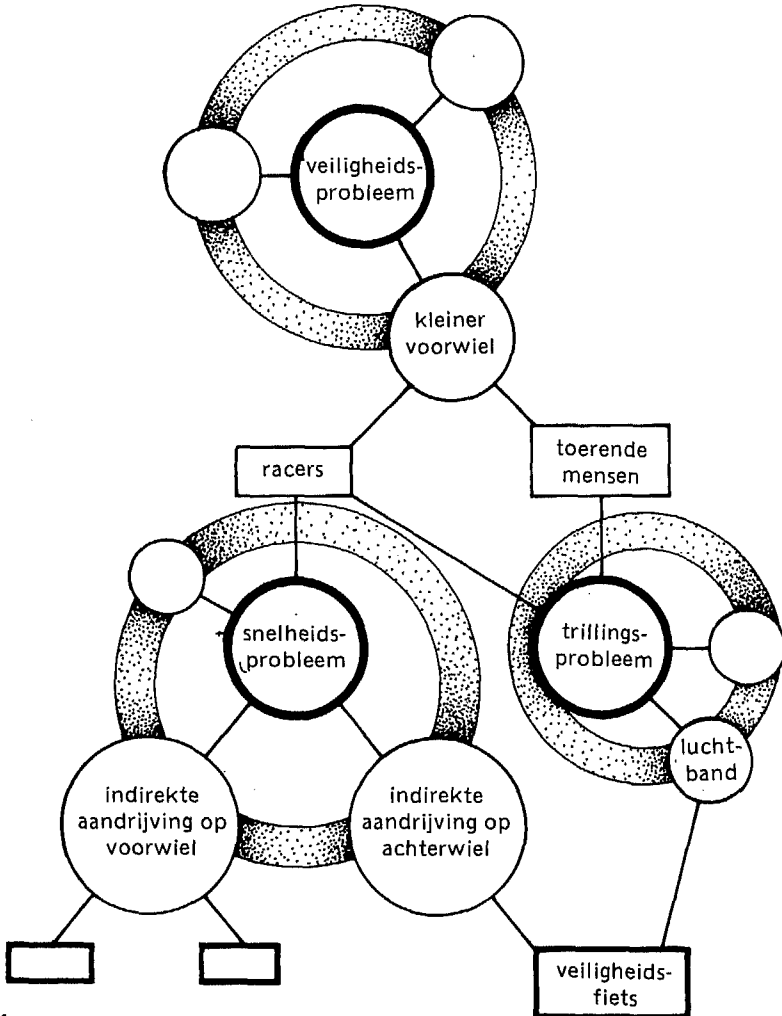 veiligheids-
probleem
kleiner
voorwiel
racers
toerende
mensen
snelheids-
probleem
trillings-
probleem
lucht-
band
indirekte
aandrijving op
voorwiel
indirekte
aandrijving op
achterwiel
veiligheids-
fiets